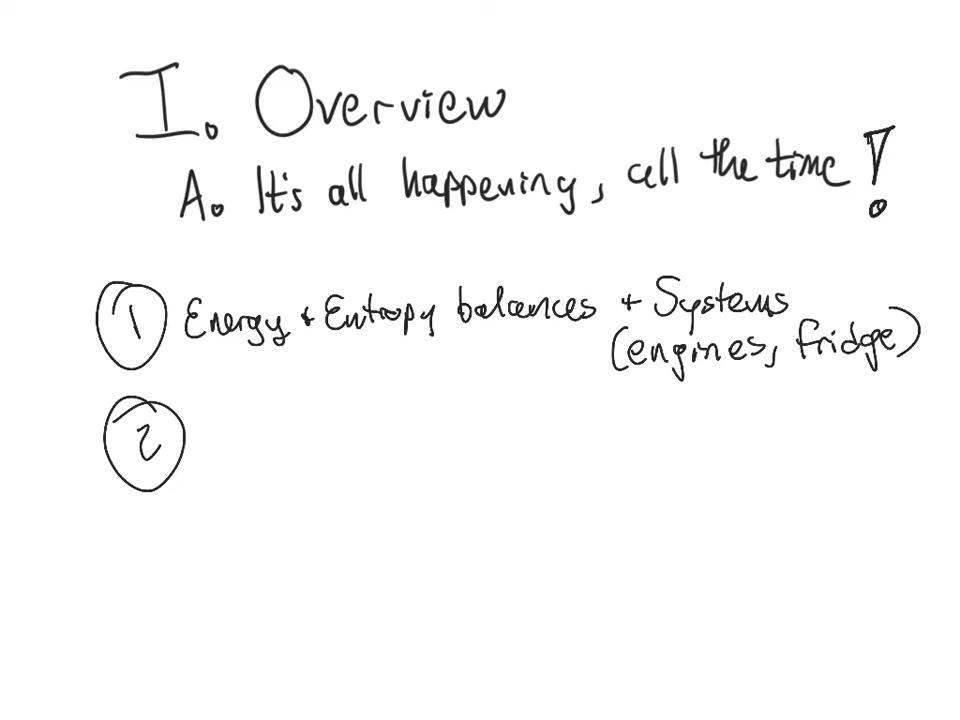 I. Overview
A. It's all happening, all the time!
1 Energy + Entropy balances + Systems
(engines, fridge)
2